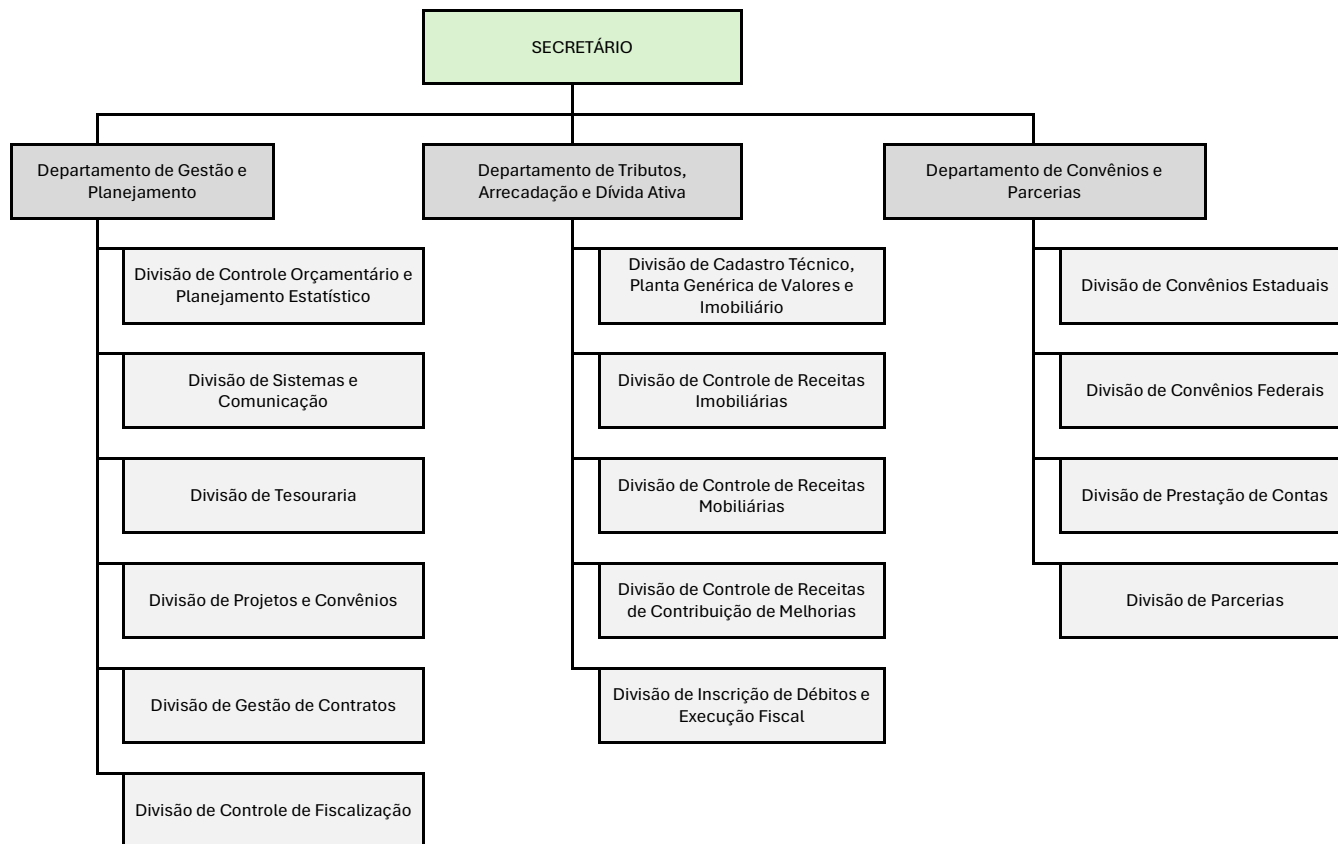 SECRETÁRIO
Departamento de Gestão e
Planejamento
Departamento de Tributos,
Arrecadação e Dívida Ativa
Departamento de Convênios e
Parcerias
Divisão de Controle Orçamentário e
Planejamento Estatístico
Divisão de Sistemas e
Comunicação
Divisão de Tesouraria
Divisão de Projetos e Convênios
Divisão de Gestão de Contratos
Divisão de Controle de Fiscalização
Divisão de Cadastro Técnico,
Planta Genérica de Valores e
Imobiliário
Divisão de Controle de Receitas
Imobiliárias
Divisão de Controle de Receitas
Mobiliárias
Divisão de Controle de Receitas
de Contribuição de Melhorias
Divisão de Inscrição de Débitos e
Execução Fiscal
Divisão de Convênios Estaduais
Divisão de Convênios Federais
Divisão de Prestação de Contas
Divisão de Parcerias